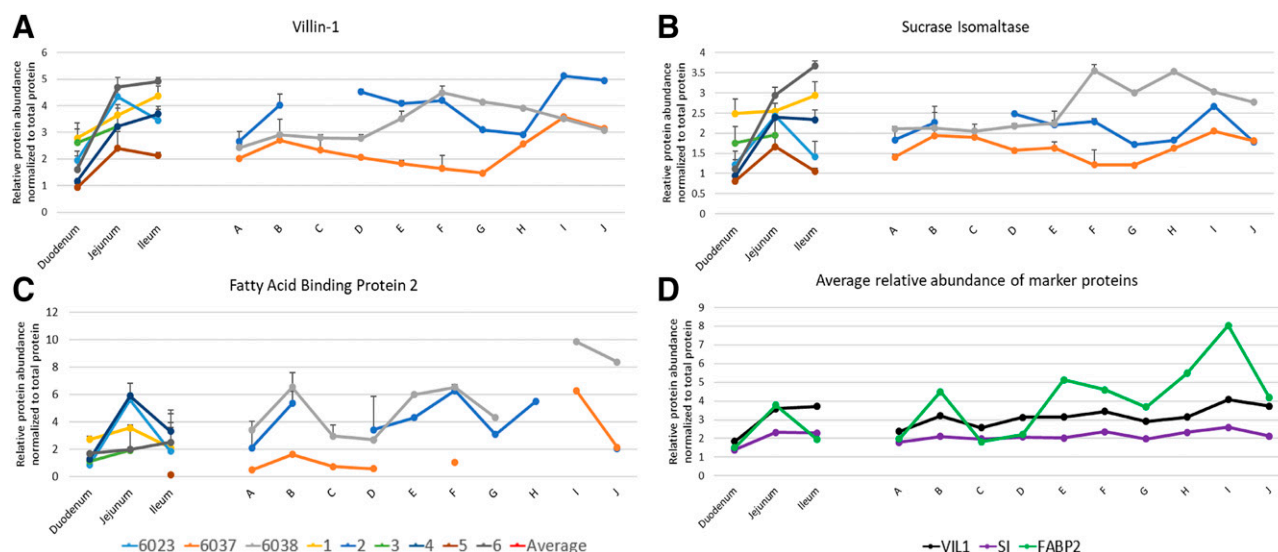 A
Villin-1
Relative protein abundance
normalized to total protein
6
5
4
3
2
1
0
Duodenum
Jejunum
Ileum
A
B
C
D
E
F
G
H
I
J
B
Sucrase Isomaltase
Reative protein abundance
normalized to total protein
4
3.5
3
2.5
2
1.5
1
0.5
0
Duodenum
Jejunum
Ileum
A
B
C
D
E
F
G
H
I
J
C
Fatty Acid Binding Protein 2
Relative protein abundance
normalized to total protein
12
10
8
6
4
2
0
Duodenum
Jejunum
Ileum
A
B
C
D
E
F
G
H
I
J
6023 6037 6038 1 2 3 4 5 6 Average
D
Average relative abundance of marker proteins
Relative protein abundance
normalized to total protein
9
8
7
6
5
4
3
2
1
0
Duodenum
Jejunum
Ileum
A
B
C
D
E
F
G
H
I
J
VIL1 SI FABP2